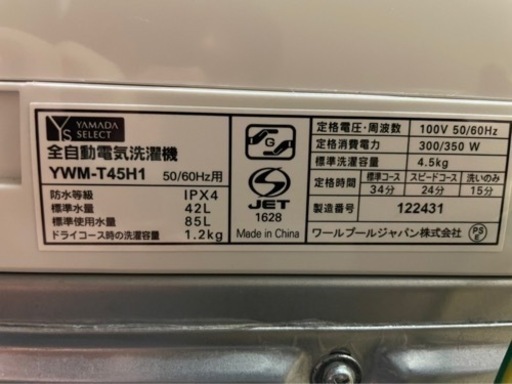 YS YAMADA SELECT
全自動電気洗濯機
YWM-T45H1 50/60Hz用
防水等級 IPX4
標準水量 42L
標準使用水量 85L
ドライコース時の洗濯容量 1.2kg
G
S
JET
1628
Made in China
定格電圧・周波数 100V 50/60Hz
定格消費電力 300/350 W
標準洗濯容量 4.5kg
定格時間 標準コース 34分 スピードコース 24分 洗いのみ 15分
製造番号 122431
ワールプールジャパン株式会社 PS E